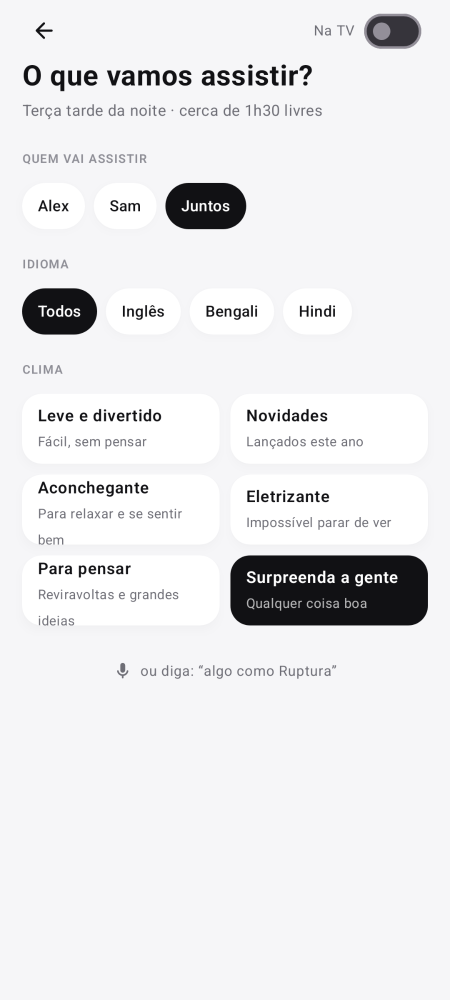 Na TV
O que vamos assistir?
Terça tarde da noite · cerca de 1h30 livres
QUEM VAI ASSISTIR
Alex
Sam
Juntos
IDIOMA
Todos
Inglês
Bengali
Hindi
CLIMA
Leve e divertido
Fácil, sem pensar
Novidades
Lançados este ano
Aconchegante
Para relaxar e se sentir
bem
Eletrizante
Impossível parar de ver
Para pensar
Reviravoltas e grandes
ideias
Surpreenda a gente
Qualquer coisa boa
ou diga: “algo como Ruptura”